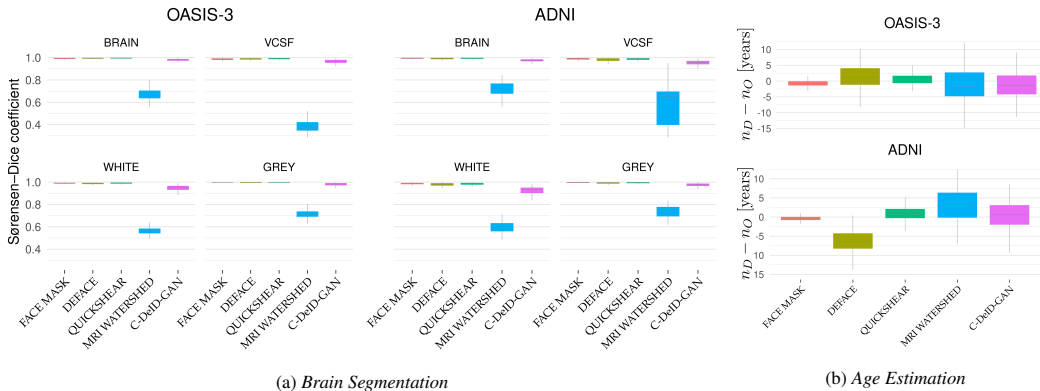 OASIS-3
ADNI
BRAIN
VCSF
BRAIN
VCSF
1.0
0.8
0.6
0.4
WHITE
GREY
WHITE
GREY
1.0
0.8
0.6
0.4
Sørensen−Dice coefficient
FACE MASK
DEFACE
QUICKSHEAR
MRI WATERSHED
C-DeID-GAN
FACE MASK
DEFACE
QUICKSHEAR
MRI WATERSHED
C-DeID-GAN
FACE MASK
DEFACE
QUICKSHEAR
MRI WATERSHED
C-DeID-GAN
FACE MASK
DEFACE
QUICKSHEAR
MRI WATERSHED
C-DeID-GAN
(a) Brain Segmentation
OASIS-3
n_D − n_O [years]
10
5
0
-5
-10
-15
ADNI
n_D − n_O [years]
10
5
0
-5
-10
15
FACE MASK
DEFACE
QUICKSHEAR
MRI WATERSHED
C-DeID-GAN
(b) Age Estimation